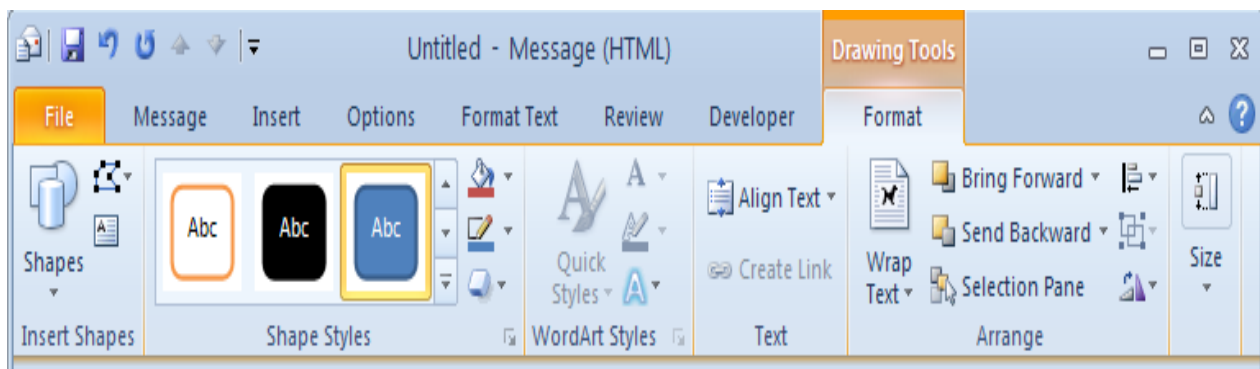 Untitled - Message (HTML)
Drawing Tools
File Message Insert Options Format Text Review Developer Format
Shapes
Insert Shapes
Abc Abc Abc
Shape Styles
Quick
Styles
WordArt Styles
Align Text
Create Link
Text
Wrap
Text
Bring Forward
Send Backward
Selection Pane
Arrange
Size